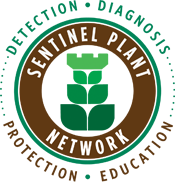 DETECTION • DIAGNOSIS
SENTINEL PLANT
NETWORK
PROTECTION • EDUCATION